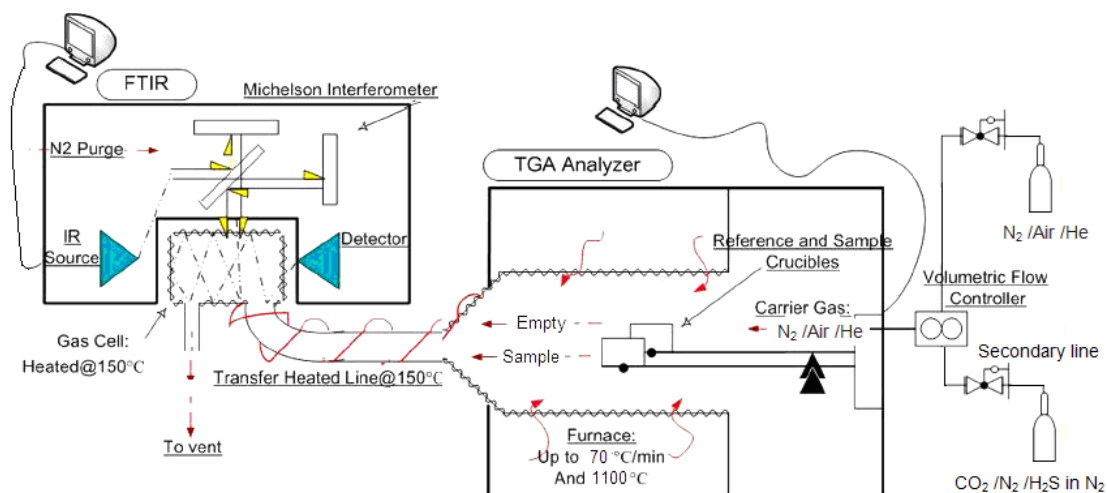 FTIR
Michelson Interferometer
N2 Purge
IR
Source
Detector
Gas Cell:
Heated@150°C
Transfer Heated Line@150°C
To vent
TGA Analyzer
Reference and Sample
Crucibles
Empty
Sample
Carrier Gas:
N₂ /Air /He
Furnace:
Up to 70 °C/min
And 1100°C
N₂ /Air /He
Volumetric Flow
Controller
Secondary line
CO₂ /N₂ /H₂S in N₂